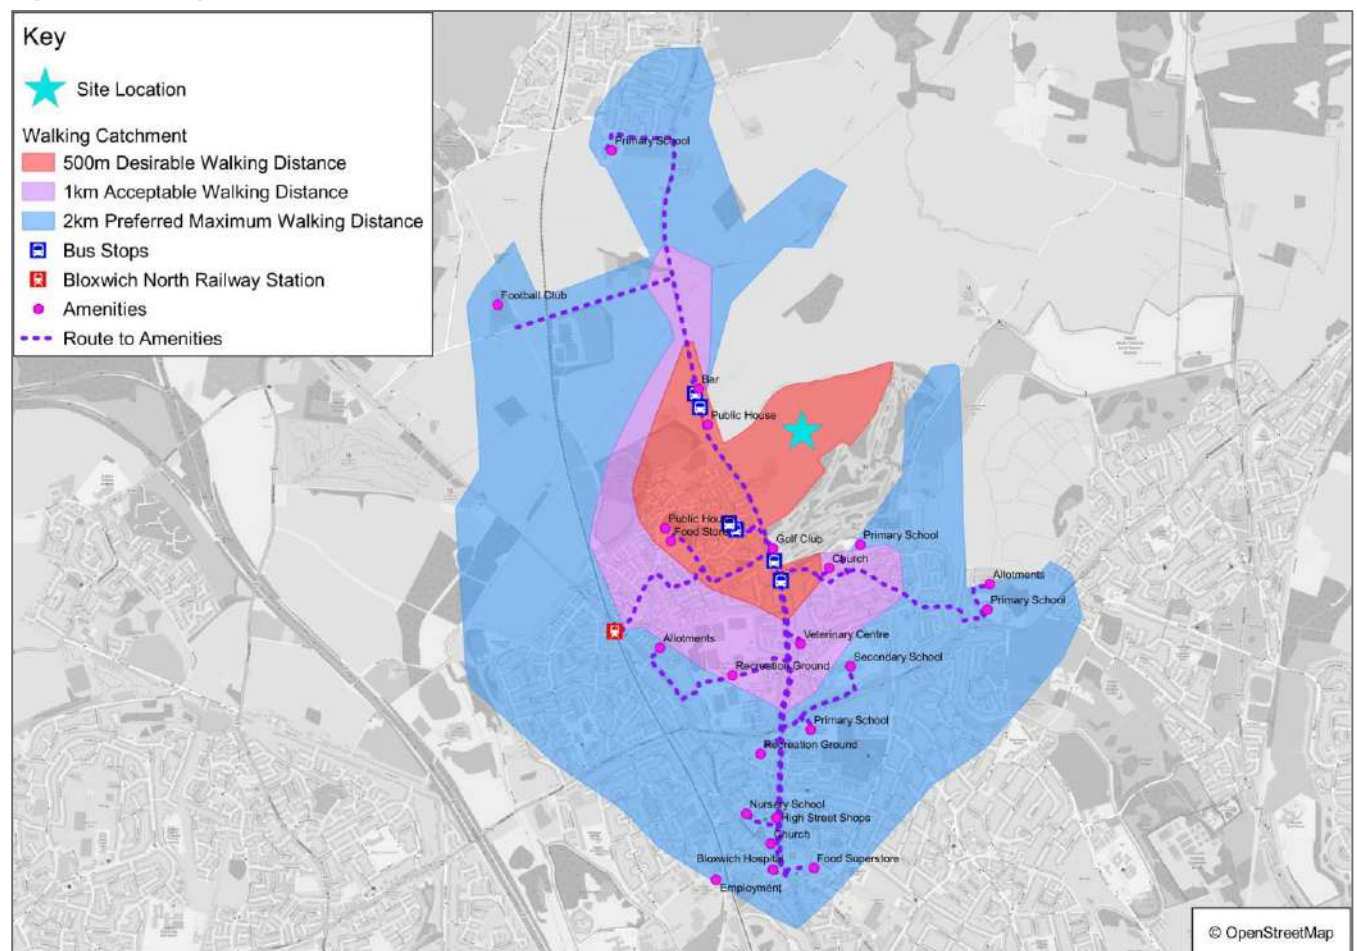 Key
Site Location
Walking Catchment
500m Desirable Walking Distance
1km Acceptable Walking Distance
2km Preferred Maximum Walking Distance
Bus Stops
Bloxwich North Railway Station
Amenities
Route to Amenities
Primary School
Football Club
Bar
Public House
Public House
Food Store
Golf Club
Primary School
Church
Allotments
Primary School
Allotments
Veterinary Centre
Recreation Ground
Secondary School
Primary School
Recreation Ground
Nursery School
High Street Shops
Church
Bloxwich Hospital
Food Superstore
Employment
© OpenStreetMap